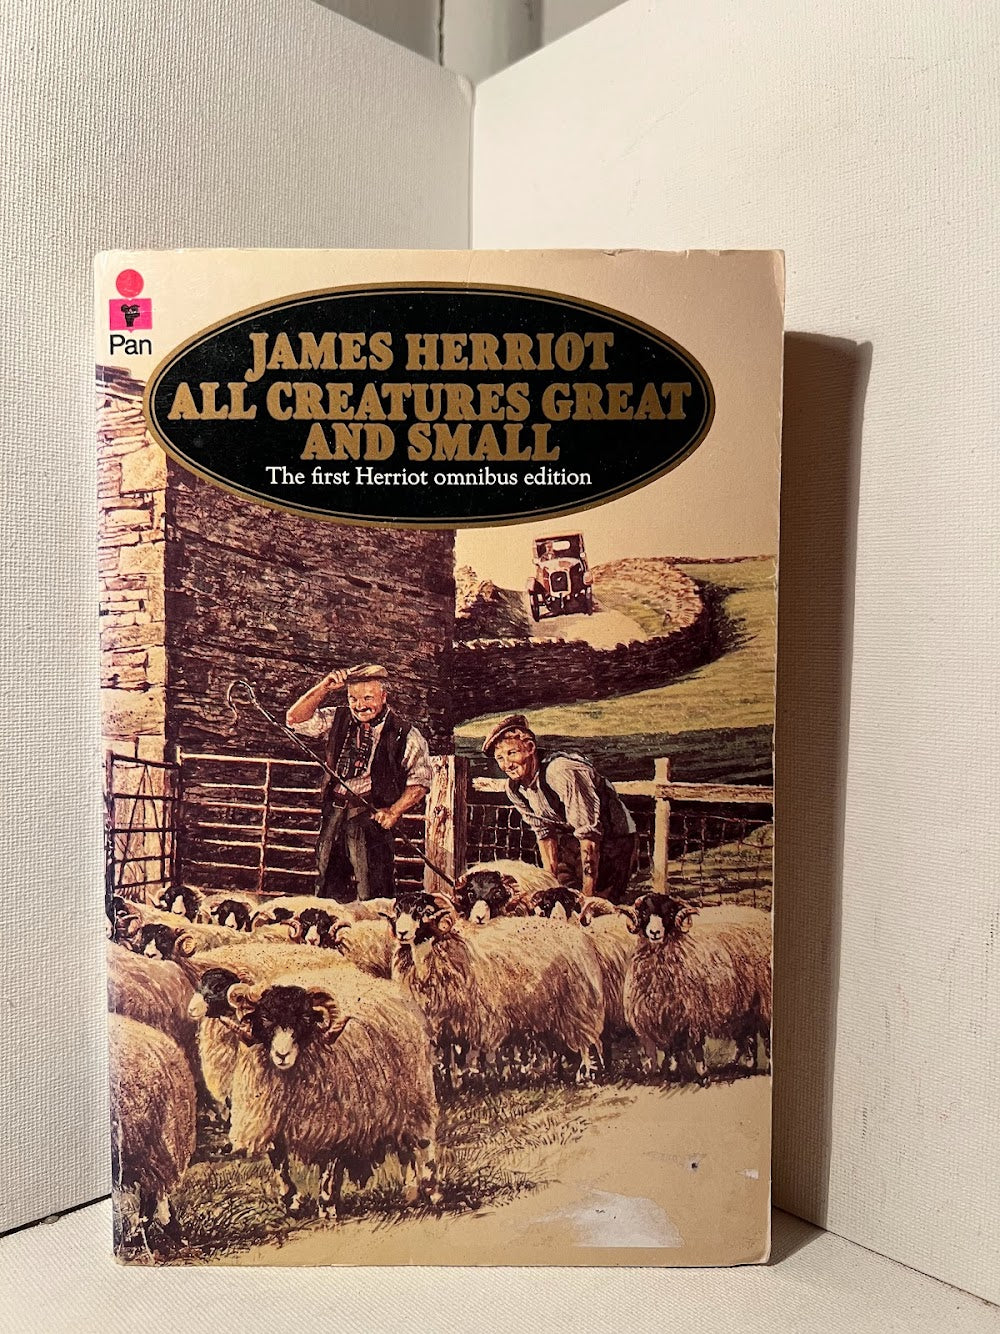 Pan
JAMES HERRIOT
ALL CREATURES GREAT
AND SMALL
The first Herriot omnibus edition